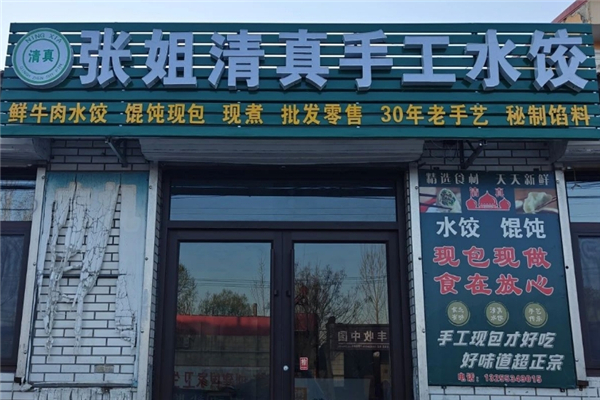 清真
张姐清真手工水饺
鲜牛肉水饺 馄饨现包 现煮 批发零售 30年老手艺 秘制馅料
精选食材 天天新鲜
清真
水饺 馄饨
现包现做
食在放心
手工现包才好吃
好味道超正宗